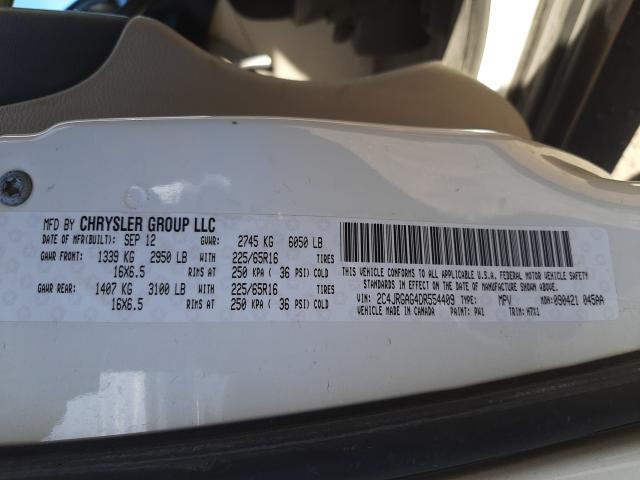 MFD BY CHRYSLER GROUP LLC
DATE OF MFR(BUILT): SEP 12 GVWR: 2745 KG 6050 LB
GAWR FRONT: 1339 KG 2950 LB WITH 225/65R16 TIRES
16X6.5 RIMS AT 250 KPA ( 36 PSI) COLD
GAWR REAR: 1407 KG 3100 LB WITH 225/65R16 TIRES
16X6.5 RIMS AT 250 KPA ( 36 PSI) COLD
THIS VEHICLE CONFORMS TO ALL APPLICABLE U.S.A. FEDERAL MOTOR VEHICLE SAFETY
STANDARDS IN EFFECT ON THE DATE OF MANUFACTURE SHOWN ABOVE.
VIN: 2C4JRGAG4DR554409 TYPE: MPV MDH: 090421 045AA
VEHICLE MADE IN CANADA PAINT: PW1 TRIM: H7X1